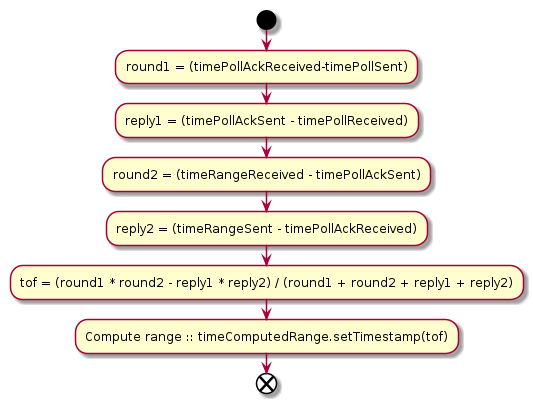 round1 = (timePollAckReceived-timePollSent)
reply1 = (timePollAckSent - timePollReceived)
round2 = (timeRangeReceived - timePollAckSent)
reply2 = (timeRangeSent - timePollAckReceived)
tof = (round1 * round2 - reply1 * reply2) / (round1 + round2 + reply1 + reply2)
Compute range :: timeComputedRange.setTimestamp(tof)